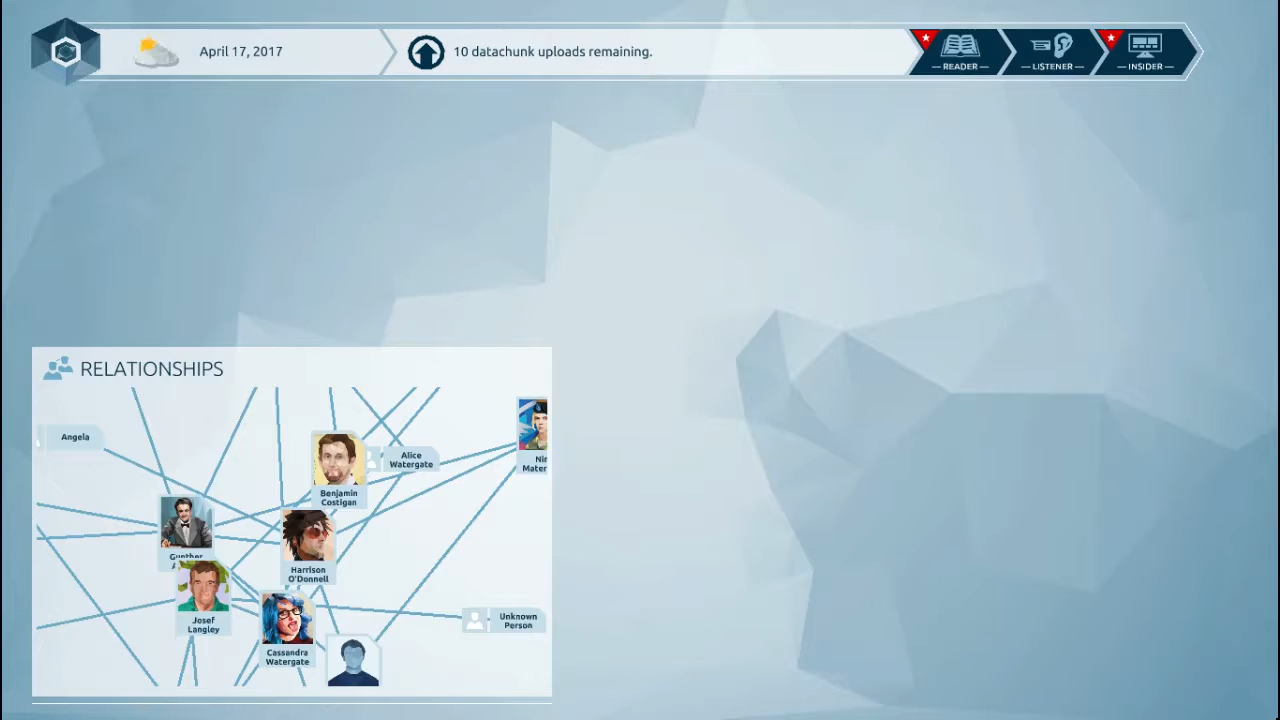 April 17, 2017
10 datachunk uploads remaining.
— READER —
— LISTENER —
— INSIDER —
RELATIONSHIPS
Angela
Alice
Watergate
Benjamin
Costigan
Harrison
O'Donnell
Josef
Langley
Cassandra
Watergate
Unknown
Person